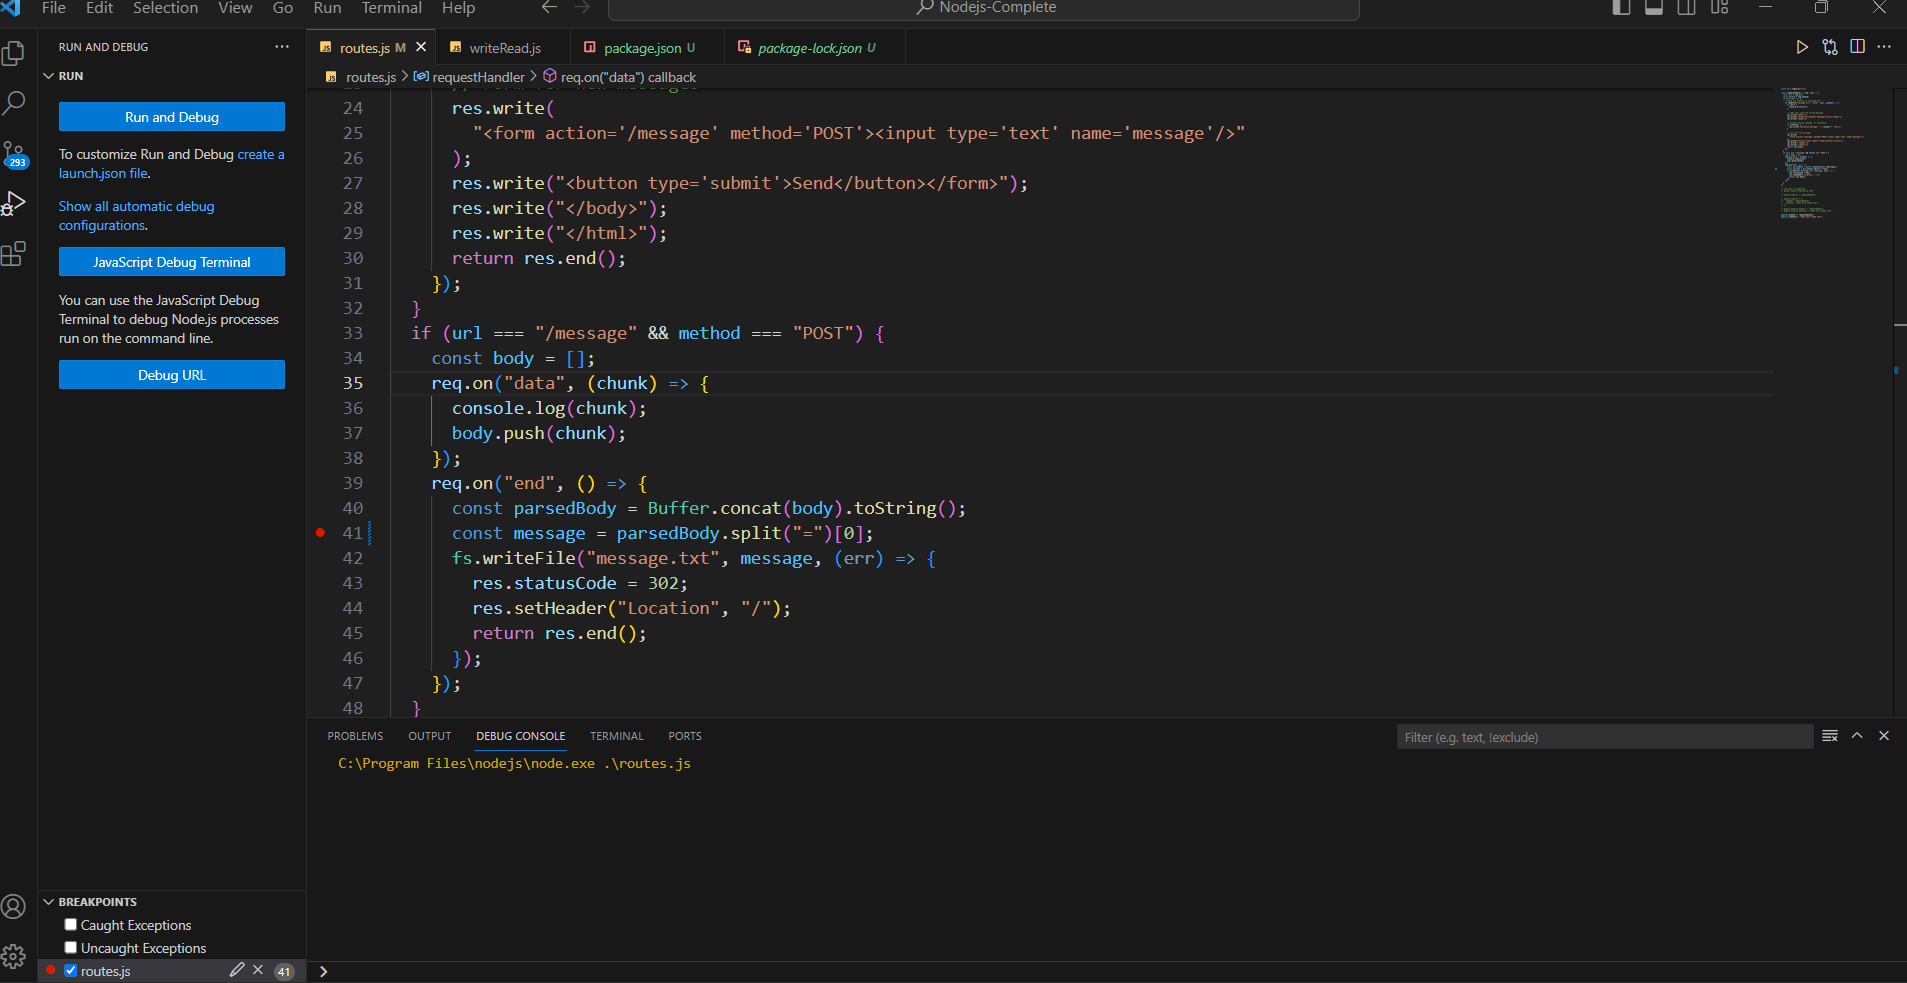 File Edit Selection View Go Run Terminal Help
Nodejs-Complete
RUN AND DEBUG
RUN
Run and Debug
To customize Run and Debug create a
launch.json file.
Show all automatic debug
configurations.
JavaScript Debug Terminal
You can use the JavaScript Debug
Terminal to debug Node.js processes
run on the command line.
Debug URL
293
BREAKPOINTS
Caught Exceptions
Uncaught Exceptions
routes.js 41
routes.js M writeRead.js package.json U package-lock.json U
routes.js > requestHandler > req.on("data") callback
24 res.write(
25 "<form action='/message' method='POST'><input type='text' name='message'/>"
26 );
27 res.write("<button type='submit'>Send</button></form>");
28 res.write("</body>");
29 res.write("</html>");
30 return res.end();
31 });
32 }
33 if (url === "/message" && method === "POST") {
34 const body = [];
35 req.on("data", (chunk) => {
36 console.log(chunk);
37 body.push(chunk);
38 });
39 req.on("end", () => {
40 const parsedBody = Buffer.concat(body).toString();
41 const message = parsedBody.split("=")[0];
42 fs.writeFile("message.txt", message, (err) => {
43 res.statusCode = 302;
44 res.setHeader("Location", "/");
45 return res.end();
46 });
47 });
48 }
PROBLEMS OUTPUT DEBUG CONSOLE TERMINAL PORTS
Filter (e.g. text, !exclude)
C:\Program Files\nodejs\node.exe .\routes.js